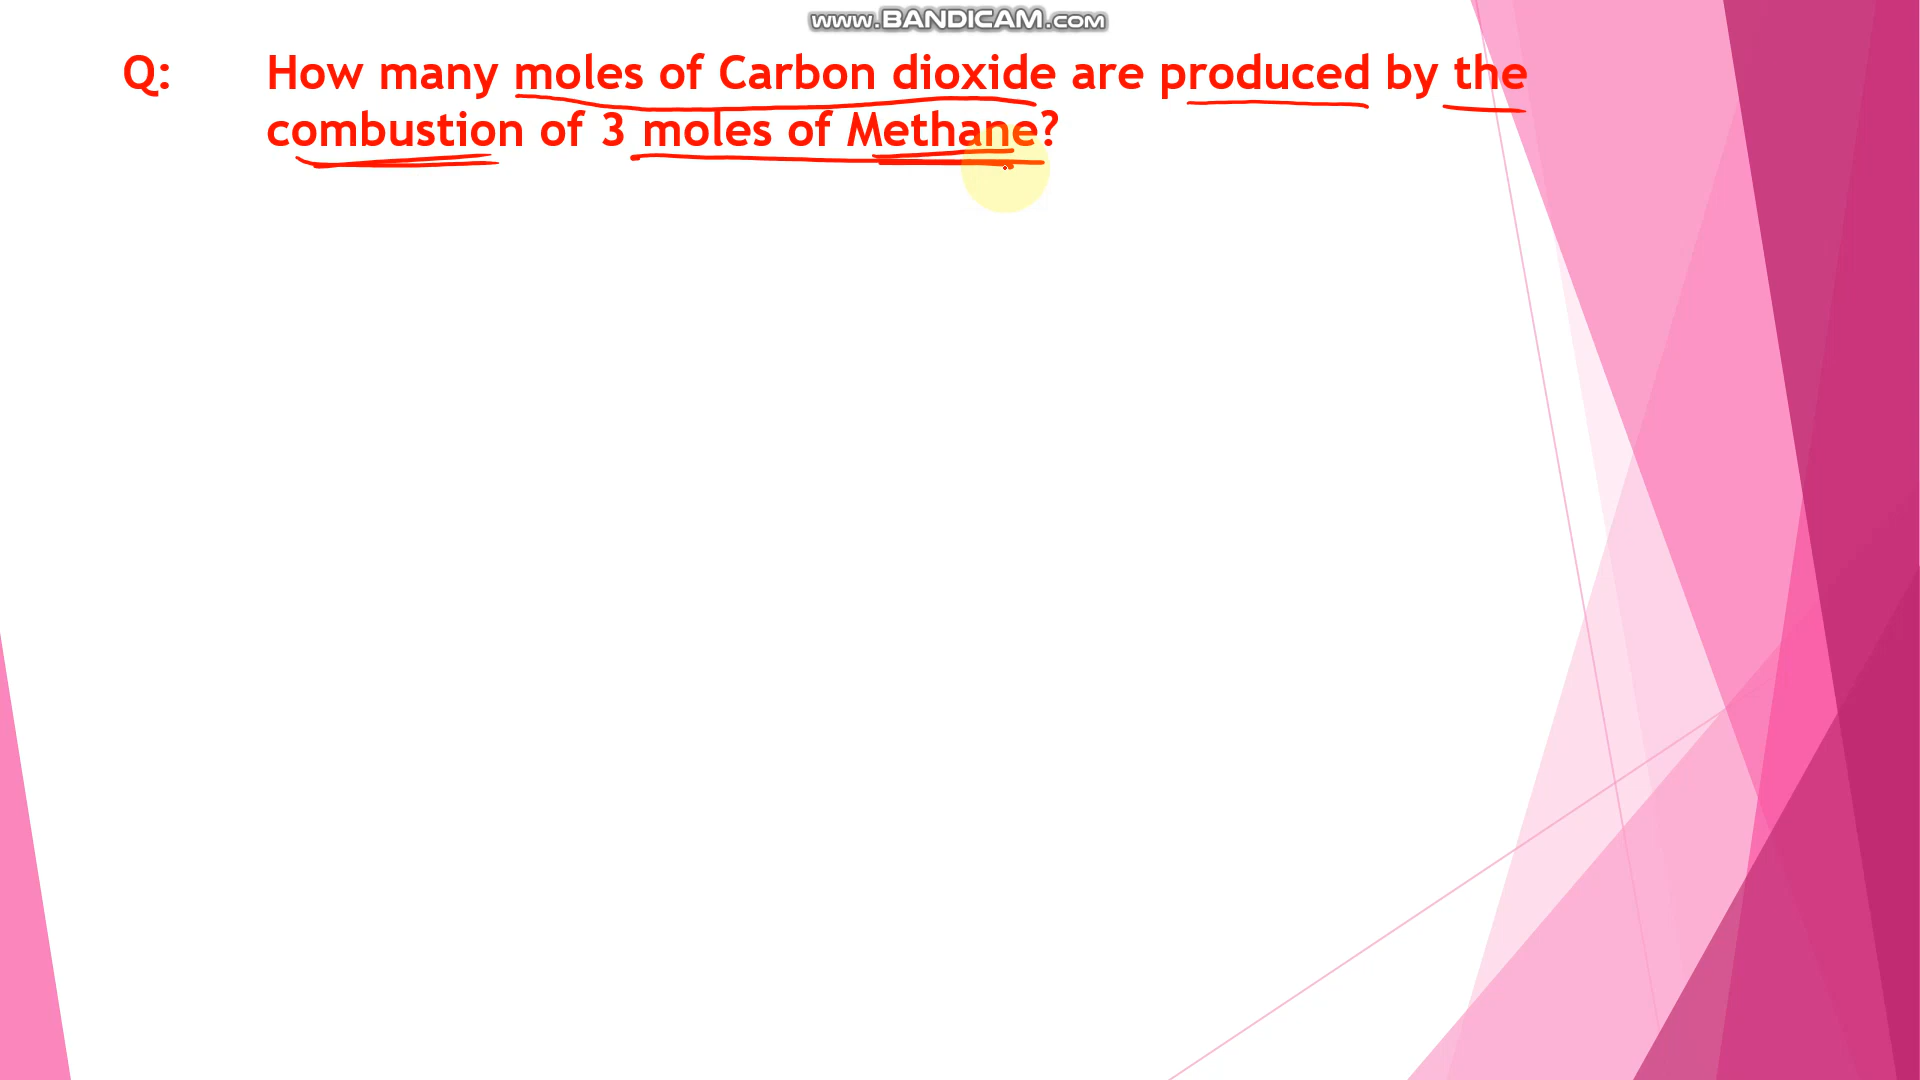 www.BANDICAM.com
Q: How many moles of Carbon dioxide are produced by the
combustion of 3 moles of Methane?